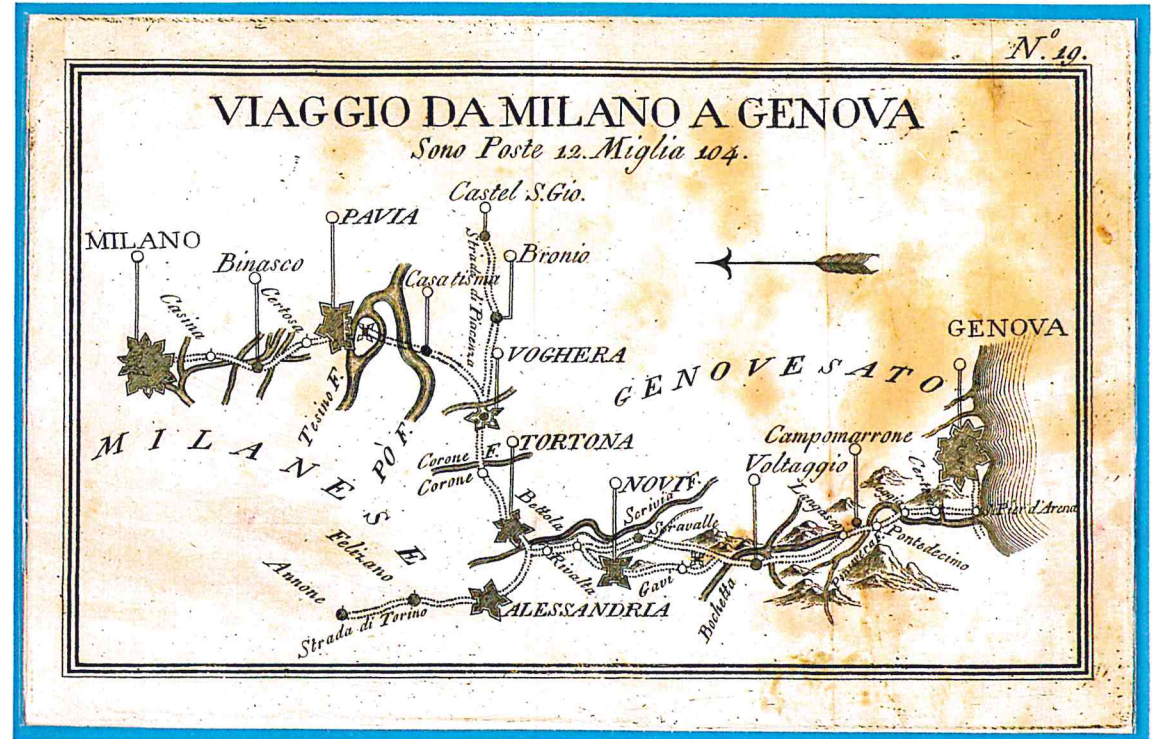 N.º 19.
VIAGGIO DA MILANO A GENOVA
Sono Poste 12. Miglia 104.
Castel S. Gio.
PAVIA
MILANO
Binasco
Bronio
Casatisma
Casina
Certosa
Strada di Piacenza
GENOVA
VOGHERA
GENOVESATO
Tesino F.
MILANESE
PÒ F.
TORTONA
Campomarrone
Corone F.
Corone
Voltaggio
NOVI
Bettola
Scrivia F.
Seravalle
S. Pier d'Arena
Pontedecimo
Rivalta
Gavi
Bochetta
Felizano
Annone
ALESSANDRIA
Strada di Torino